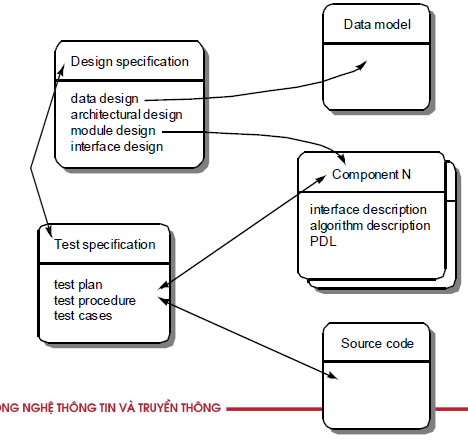 Data model
Design specification
data design
architectural design
module design
interface design
Component N
interface description
algorithm description
PDL
Test specification
test plan
test procedure
test cases
Source code
NGHỆ THÔNG TIN VÀ TRUYỀN THÔNG